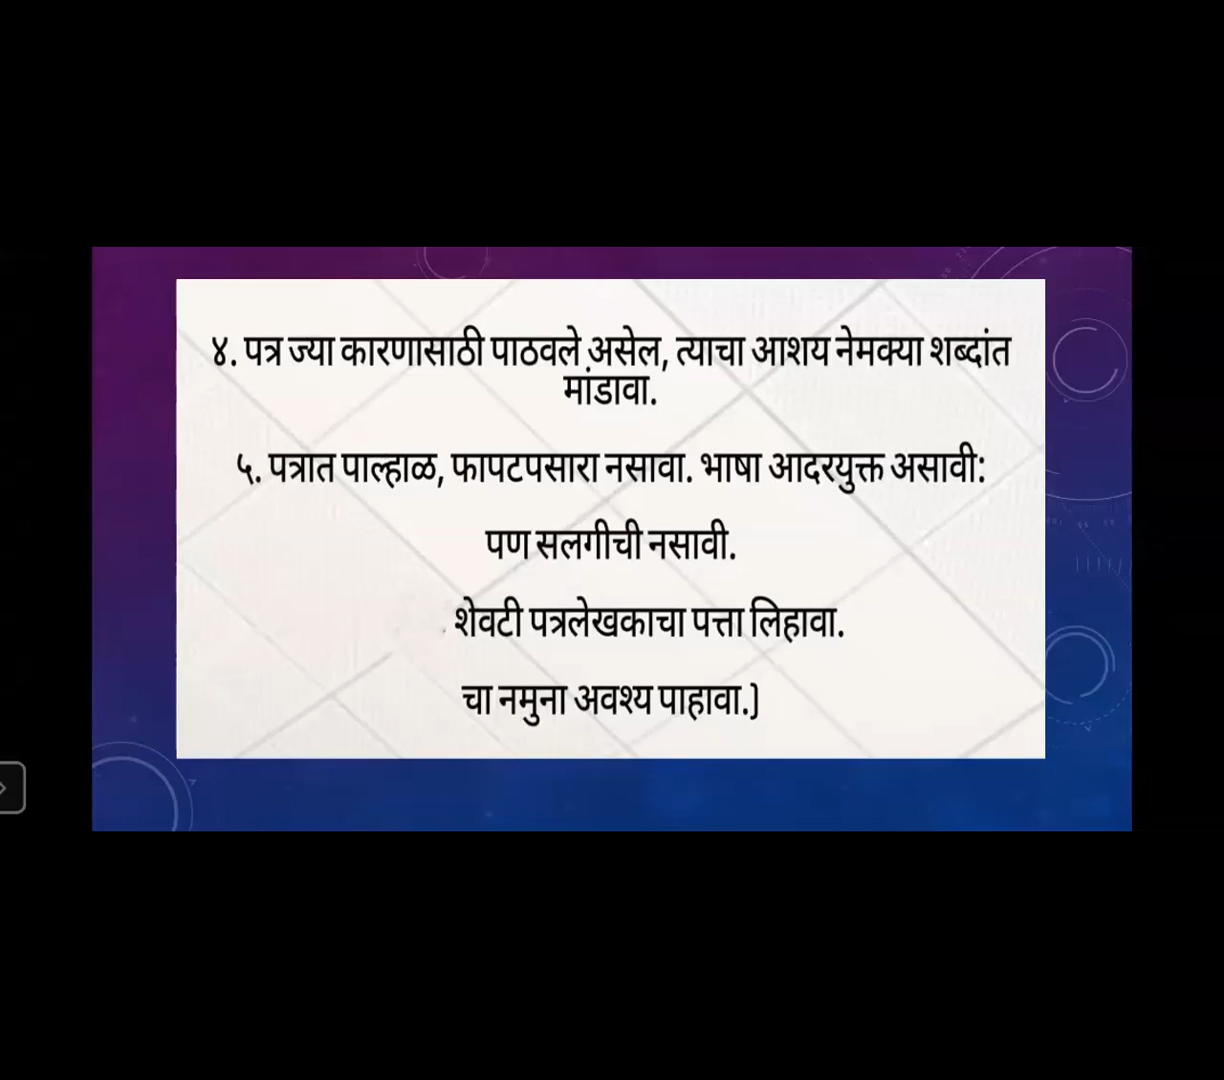 ४. पत्र ज्या कारणासाठी पाठवले असेल, त्याचा आशय नेमक्या शब्दांत
मांडावा.
५. पत्रात पाल्हाळ, फापटपसारा नसावा. भाषा आदरयुक्त असावी:
पण सलगीची नसावी.
शेवटी पत्रलेखकाचा पत्ता लिहावा.
चा नमुना अवश्य पाहावा.]